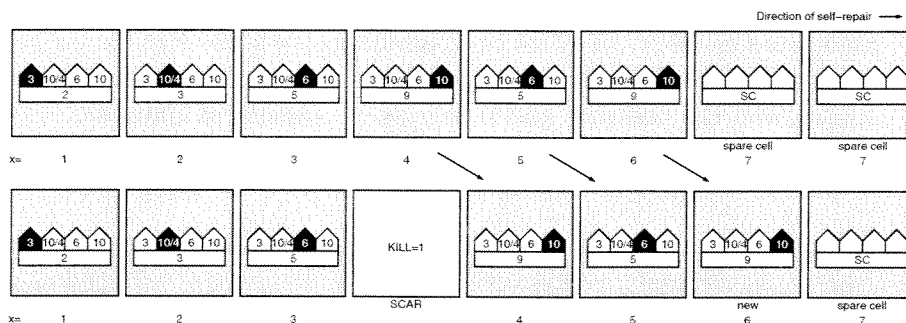 Direction of self-repair
3 10/4 6 10 3 10/4 6 10 3 10/4 6 10 3 10/4 6 10 3 10/4 6 10 3 10/4 6 10
2 3 5 9 5 9 SC SC
spare cell spare cell
x= 1 2 3 4 5 6 7 7
KILL=1
3 10/4 6 10 3 10/4 6 10 3 10/4 6 10 3 10/4 6 10 3 10/4 6 10 3 10/4 6 10
2 3 5 9 5 9 SC
SCAR new spare cell
x= 1 2 3 4 5 6 7